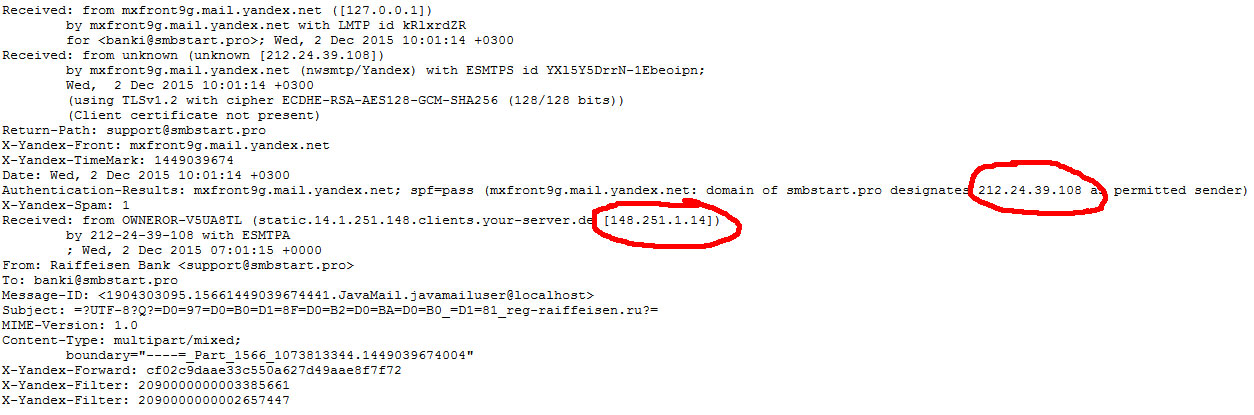 Received: from mxfront9g.mail.yandex.net ([127.0.0.1])
by mxfront9g.mail.yandex.net with LMTP id kRlxrdZR
for <banki@smbstart.pro>; Wed, 2 Dec 2015 10:01:14 +0300
Received: from unknown (unknown [212.24.39.108])
by mxfront9g.mail.yandex.net (nwsmtp/Yandex) with ESMTPS id YXl5Y5DrrN-1Ebeoipn;
Wed,  2 Dec 2015 10:01:14 +0300
(using TLSv1.2 with cipher ECDHE-RSA-AES128-GCM-SHA256 (128/128 bits))
(Client certificate not present)
Return-Path: support@smbstart.pro
X-Yandex-Front: mxfront9g.mail.yandex.net
X-Yandex-TimeMark: 1449039674
Date: Wed, 2 Dec 2015 10:01:14 +0300
Authentication-Results: mxfront9g.mail.yandex.net; spf=pass (mxfront9g.mail.yandex.net: domain of smbstart.pro designates 212.24.39.108 as permitted sender)
X-Yandex-Spam: 1
Received: from OWNEROR-V5UA8TL (static.14.1.251.148.clients.your-server.de [148.251.1.14])
by 212-24-39-108 with ESMTPA
; Wed, 2 Dec 2015 07:01:15 +0000
From: Raiffeisen Bank <support@smbstart.pro>
To: banki@smbstart.pro
Message-ID: <1904303095.15661449039674441.JavaMail.javamailuser@localhost>
Subject: =?UTF-8?Q?=D0=97=D0=B0=D1=8F=D0=B2=D0=BA=D0=B0_=D1=81_reg-raiffeisen.ru?=
MIME-Version: 1.0
Content-Type: multipart/mixed;
boundary="----=_Part_1566_1073813344.1449039674004"
X-Yandex-Forward: cf02c9daae33c550a627d49aae8f7f72
X-Yandex-Filter: 2090000000003385661
X-Yandex-Filter: 2090000000002657447